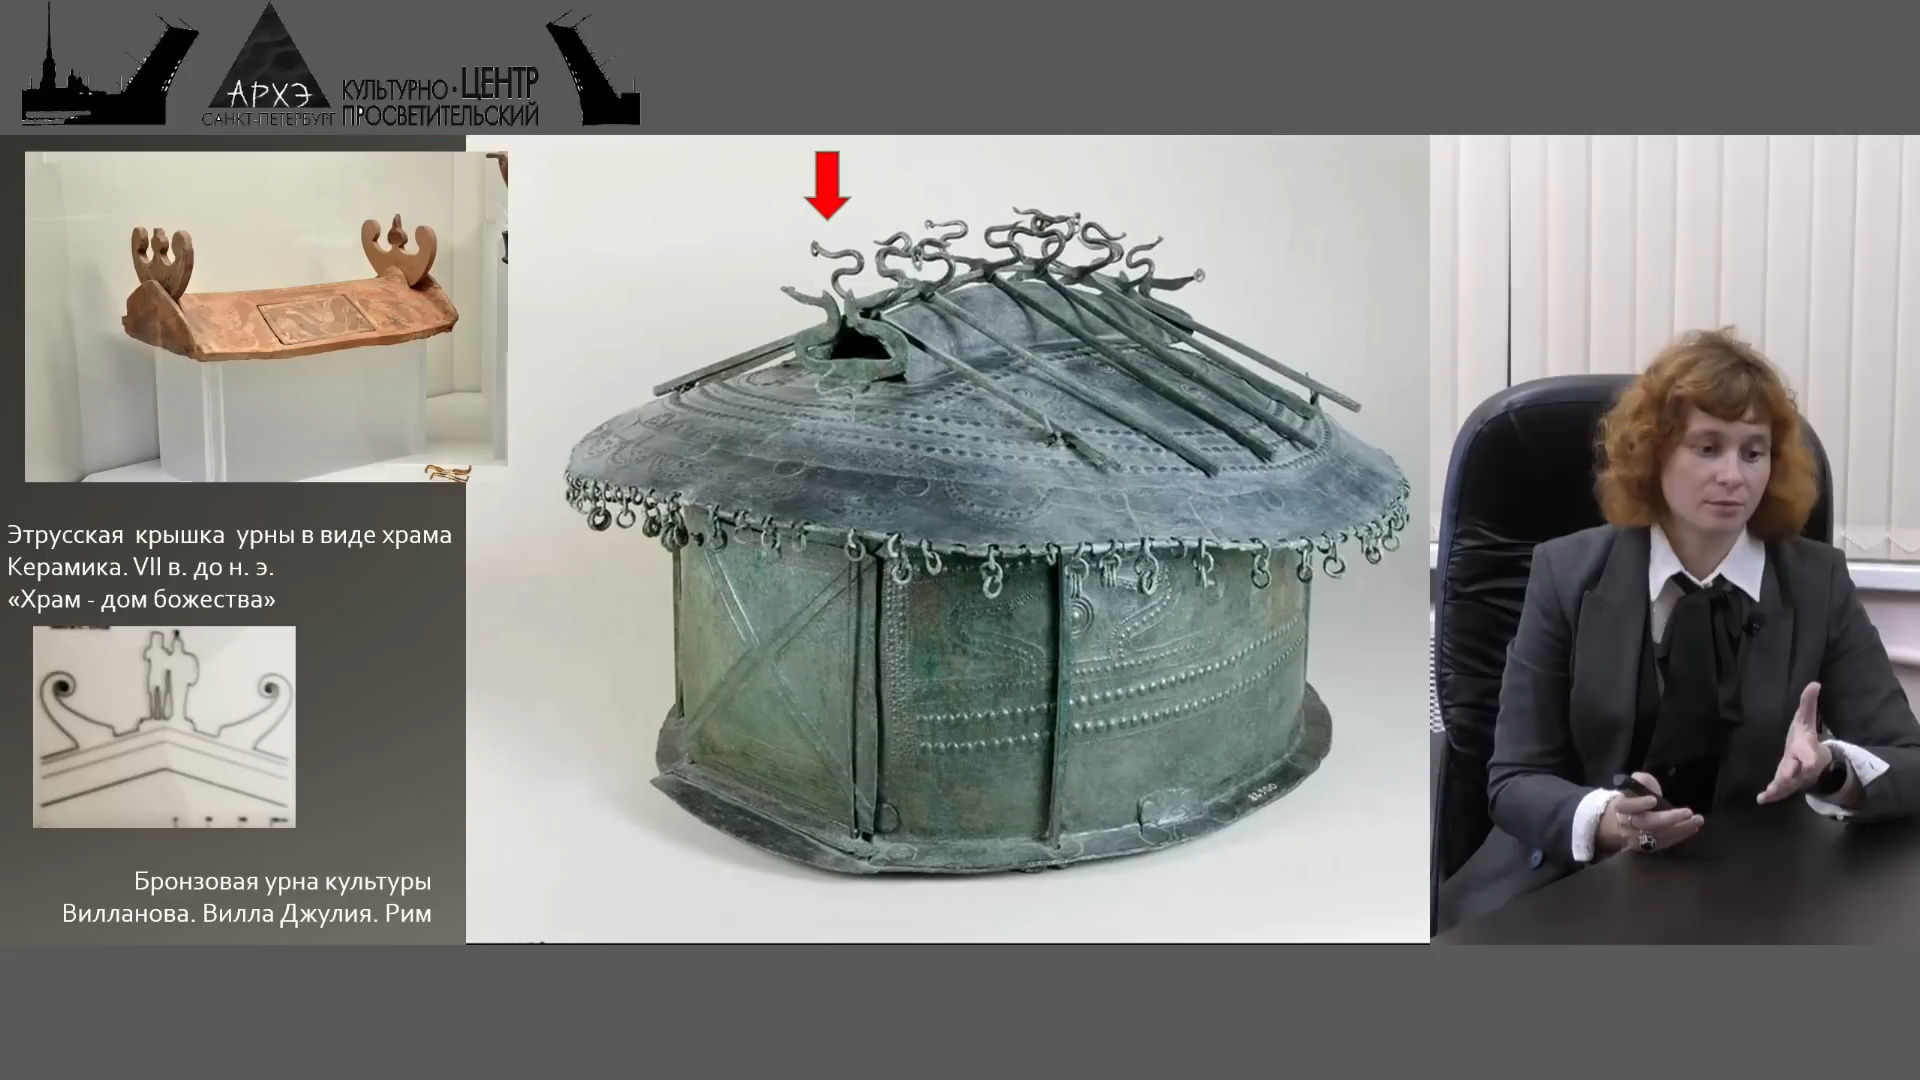 АРХЭ
САНКТ-ПЕТЕРБУРГ
КУЛЬТУРНО · ЦЕНТР
ПРОСВЕТИТЕЛЬСКИЙ
Этрусская крышка урны в виде храма
Керамика. VII в. до н. э.
«Храм - дом божества»
Бронзовая урна культуры
Вилланова. Вилла Джулия. Рим
84900